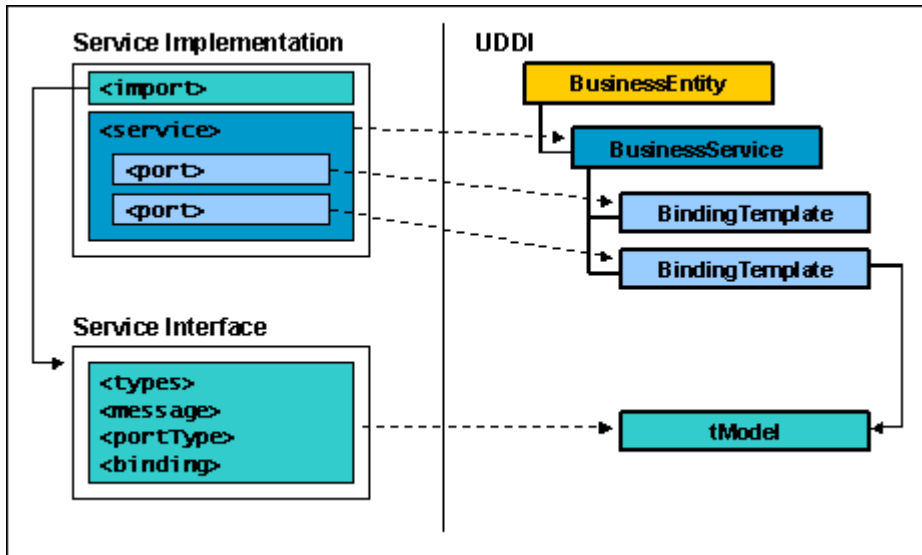 Service Implementation
<import>
<service>
<port>
<port>
Service Interface
<types>
<message>
<portType>
<binding>
UDDI
BusinessEntity
BusinessService
BindingTemplate
BindingTemplate
tModel